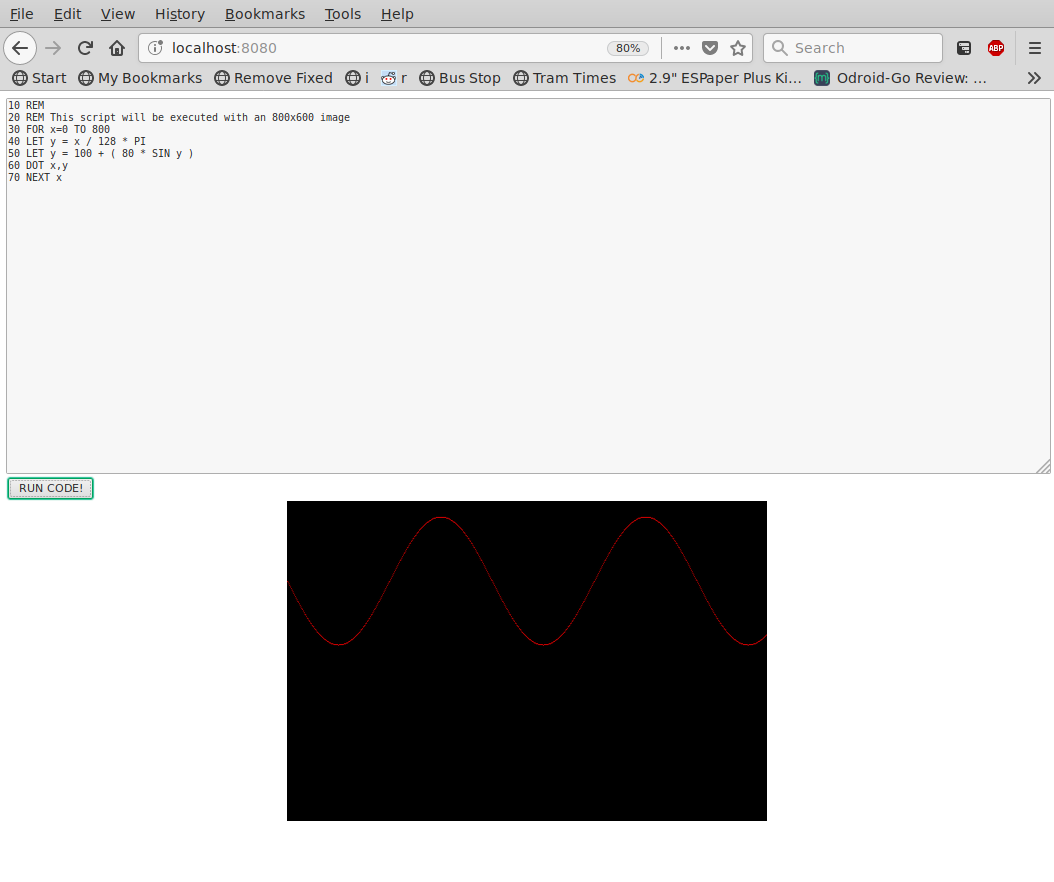 File Edit View History Bookmarks Tools Help
localhost:8080 80% Search ABP
Start My Bookmarks Remove Fixed i r Bus Stop Tram Times 2.9" ESPaper Plus Ki... {m} Odroid-Go Review: ...
10 REM
20 REM This script will be executed with an 800x600 image
30 FOR x=0 TO 800
40 LET y = x / 128 * PI
50 LET y = 100 + ( 80 * SIN y )
60 DOT x,y
70 NEXT x
RUN CODE!